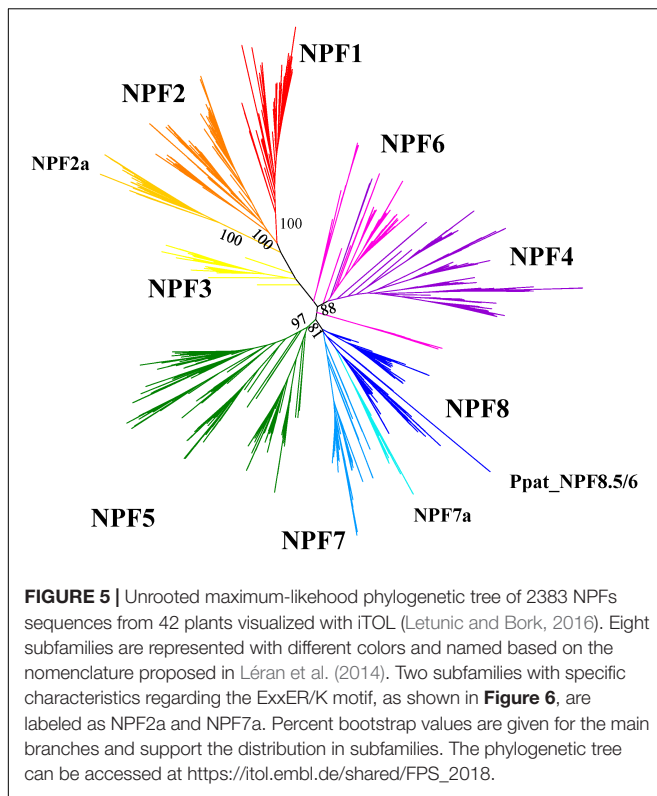 NPF1
NPF2
NPF6
NPF2a
100
100
100
NPF4
NPF3
88
97
81
NPF8
Ppat_NPF8.5/6
NPF5
NPF7a
NPF7
FIGURE 5 | Unrooted maximum-likehood phylogenetic tree of 2383 NPFs
sequences from 42 plants visualized with iTOL (Letunic and Bork, 2016). Eight
subfamilies are represented with different colors and named based on the
nomenclature proposed in Léran et al. (2014). Two subfamilies with specific
characteristics regarding the ExxER/K motif, as shown in Figure 6, are
labeled as NPF2a and NPF7a. Percent bootstrap values are given for the main
branches and support the distribution in subfamilies. The phylogenetic tree
can be accessed at https://itol.embl.de/shared/FPS_2018.